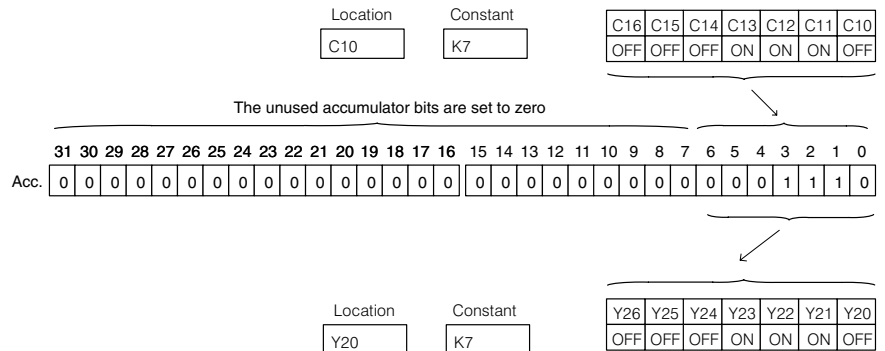 Location Constant
C10 K7
C16 C15 C14 C13 C12 C11 C10
OFF OFF OFF ON ON ON OFF
The unused accumulator bits are set to zero
31 30 29 28 27 26 25 24 23 22 21 20 19 18 17 16 15 14 13 12 11 10 9 8 7 6 5 4 3 2 1 0
Acc. 0 0 0 0 0 0 0 0 0 0 0 0 0 0 0 0 0 0 0 0 0 0 0 0 0 0 0 0 1 1 1 0
Location Constant
Y20 K7
Y26 Y25 Y24 Y23 Y22 Y21 Y20
OFF OFF OFF ON ON ON OFF